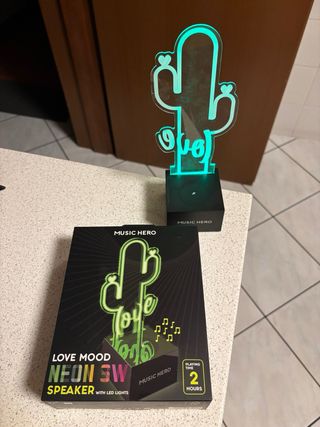 love
MUSIC HERO
MUSIC HERO
love
MUSIC HERO
LOVE MOOD
NEON 3W
SPEAKER WITH LED LIGHTS
PLAYING
TIME
2
HOURS